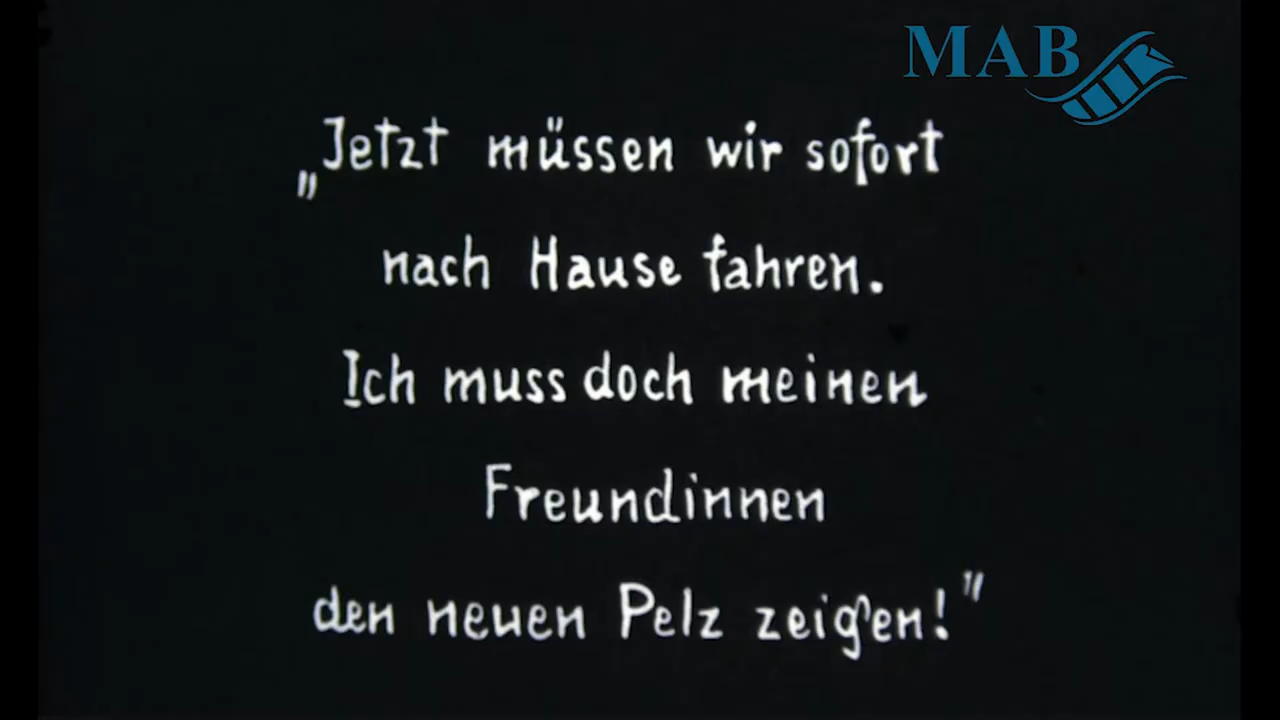 MAB
„Jetzt müssen wir sofort
nach Hause fahren.
Ich muss doch meinen
Freundinnen
den neuen Pelz zeigen!"